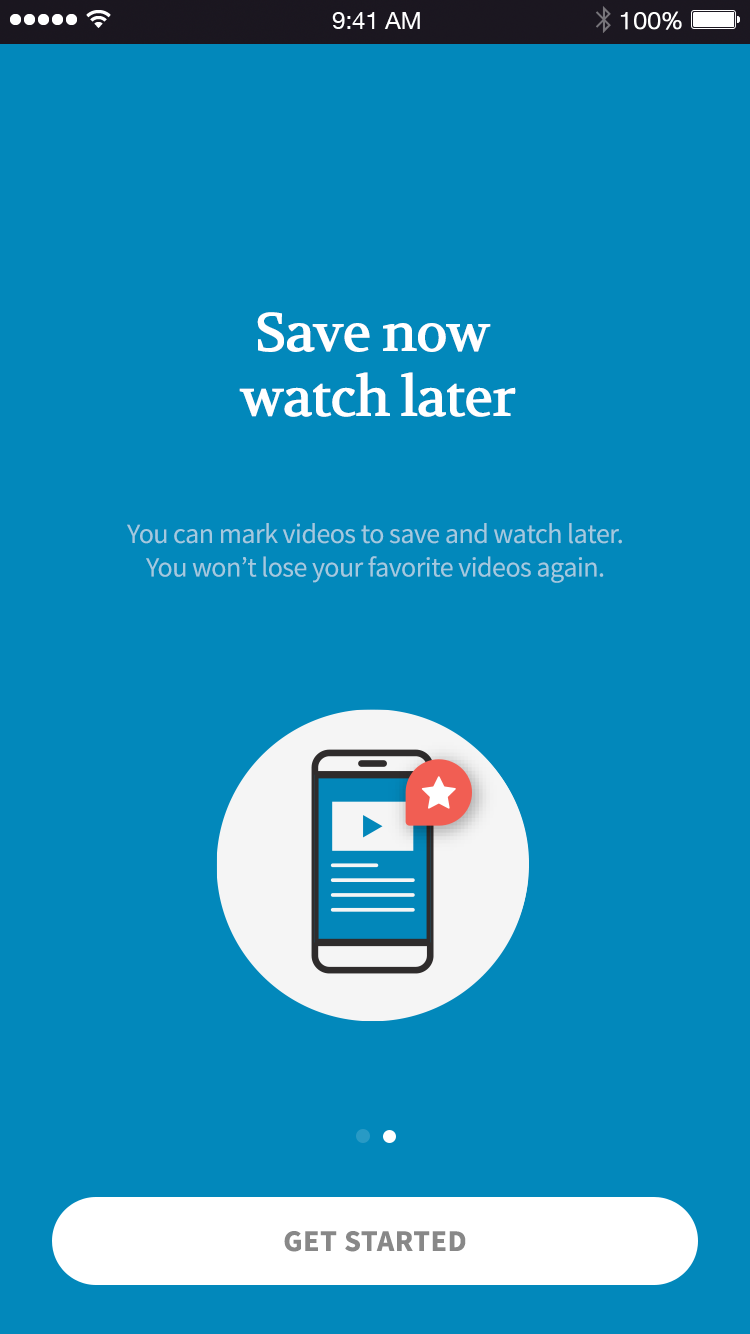 9:41 AM
100%
Save now
watch later
You can mark videos to save and watch later.
You won’t lose your favorite videos again.
GET STARTED